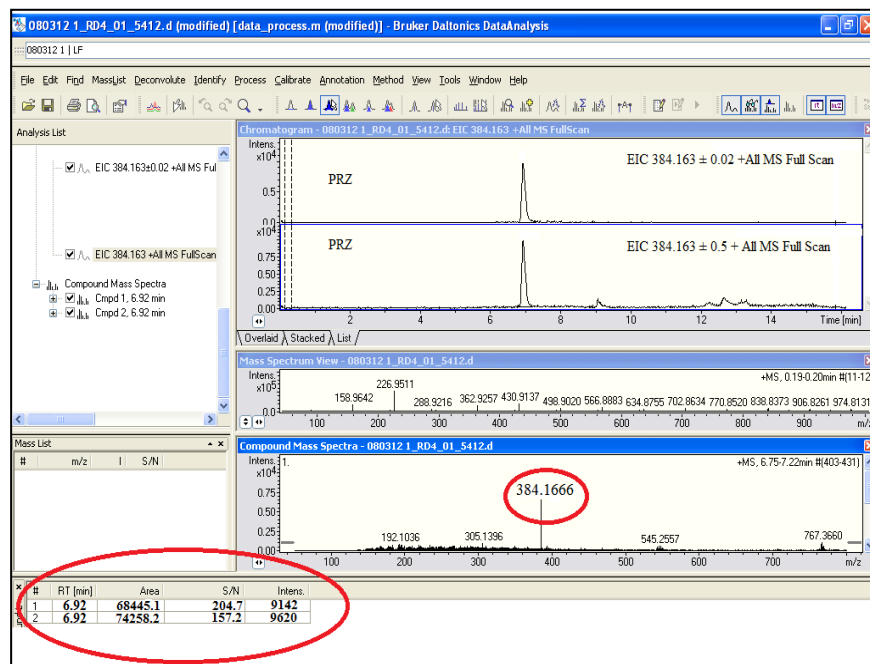 080312 1_RD4_01_5412.d (modified) [data_process.m (modified)] - Bruker Daltonics DataAnalysis
080312 1 | LF
File Edit Find MassList Deconvolute Identify Process Calibrate Annotation Method View Tools Window Help
Analysis List
EIC 384.163±0.02 +All MS Ful
EIC 384.163 +All MS FullScan
Compound Mass Spectra
Cmpd 1, 6.92 min
Cmpd 2, 6.92 min
Chromatogram - 080312 1_RD4_01_5412.d: EIC 384.163 +All MS FullScan
Intens.
x10⁴
PRZ
EIC 384.163 ± 0.02 +All MS Full Scan
0.5
0.0
x10⁴
PRZ
EIC 384.163 ± 0.5 + All MS Full Scan
0.75
0.50
0.25
0.00
2 4 6 8 10 12 14 Time [min]
Overlaid Stacked List
Mass Spectrum View - 080312 1_RD4_01_5412.d
Intens.
x10⁵
+MS, 0.19-0.20min #(11-12
158.9642 226.9511 288.9216 362.9257 430.9137 498.9020 566.8883 634.8755 702.8634 770.8520 838.8373 906.8261 974.8131
0.0
100 200 300 400 500 600 700 800 900 m/z
Mass List
# m/z I S/N
Compound Mass Spectra - 080312 1_RD4_01_5412.d
Intens.
x10⁴
1.
+MS, 6.75-7.22min #(403-431)
384.1666
0.75
0.50
0.25
0.00
192.1036 305.1396 545.2557 767.3660
100 200 300 400 500 600 700 m/z
# RT [min] Area S/N Intens.
1 6.92 68445.1 204.7 9142
2 6.92 74258.2 157.2 9620